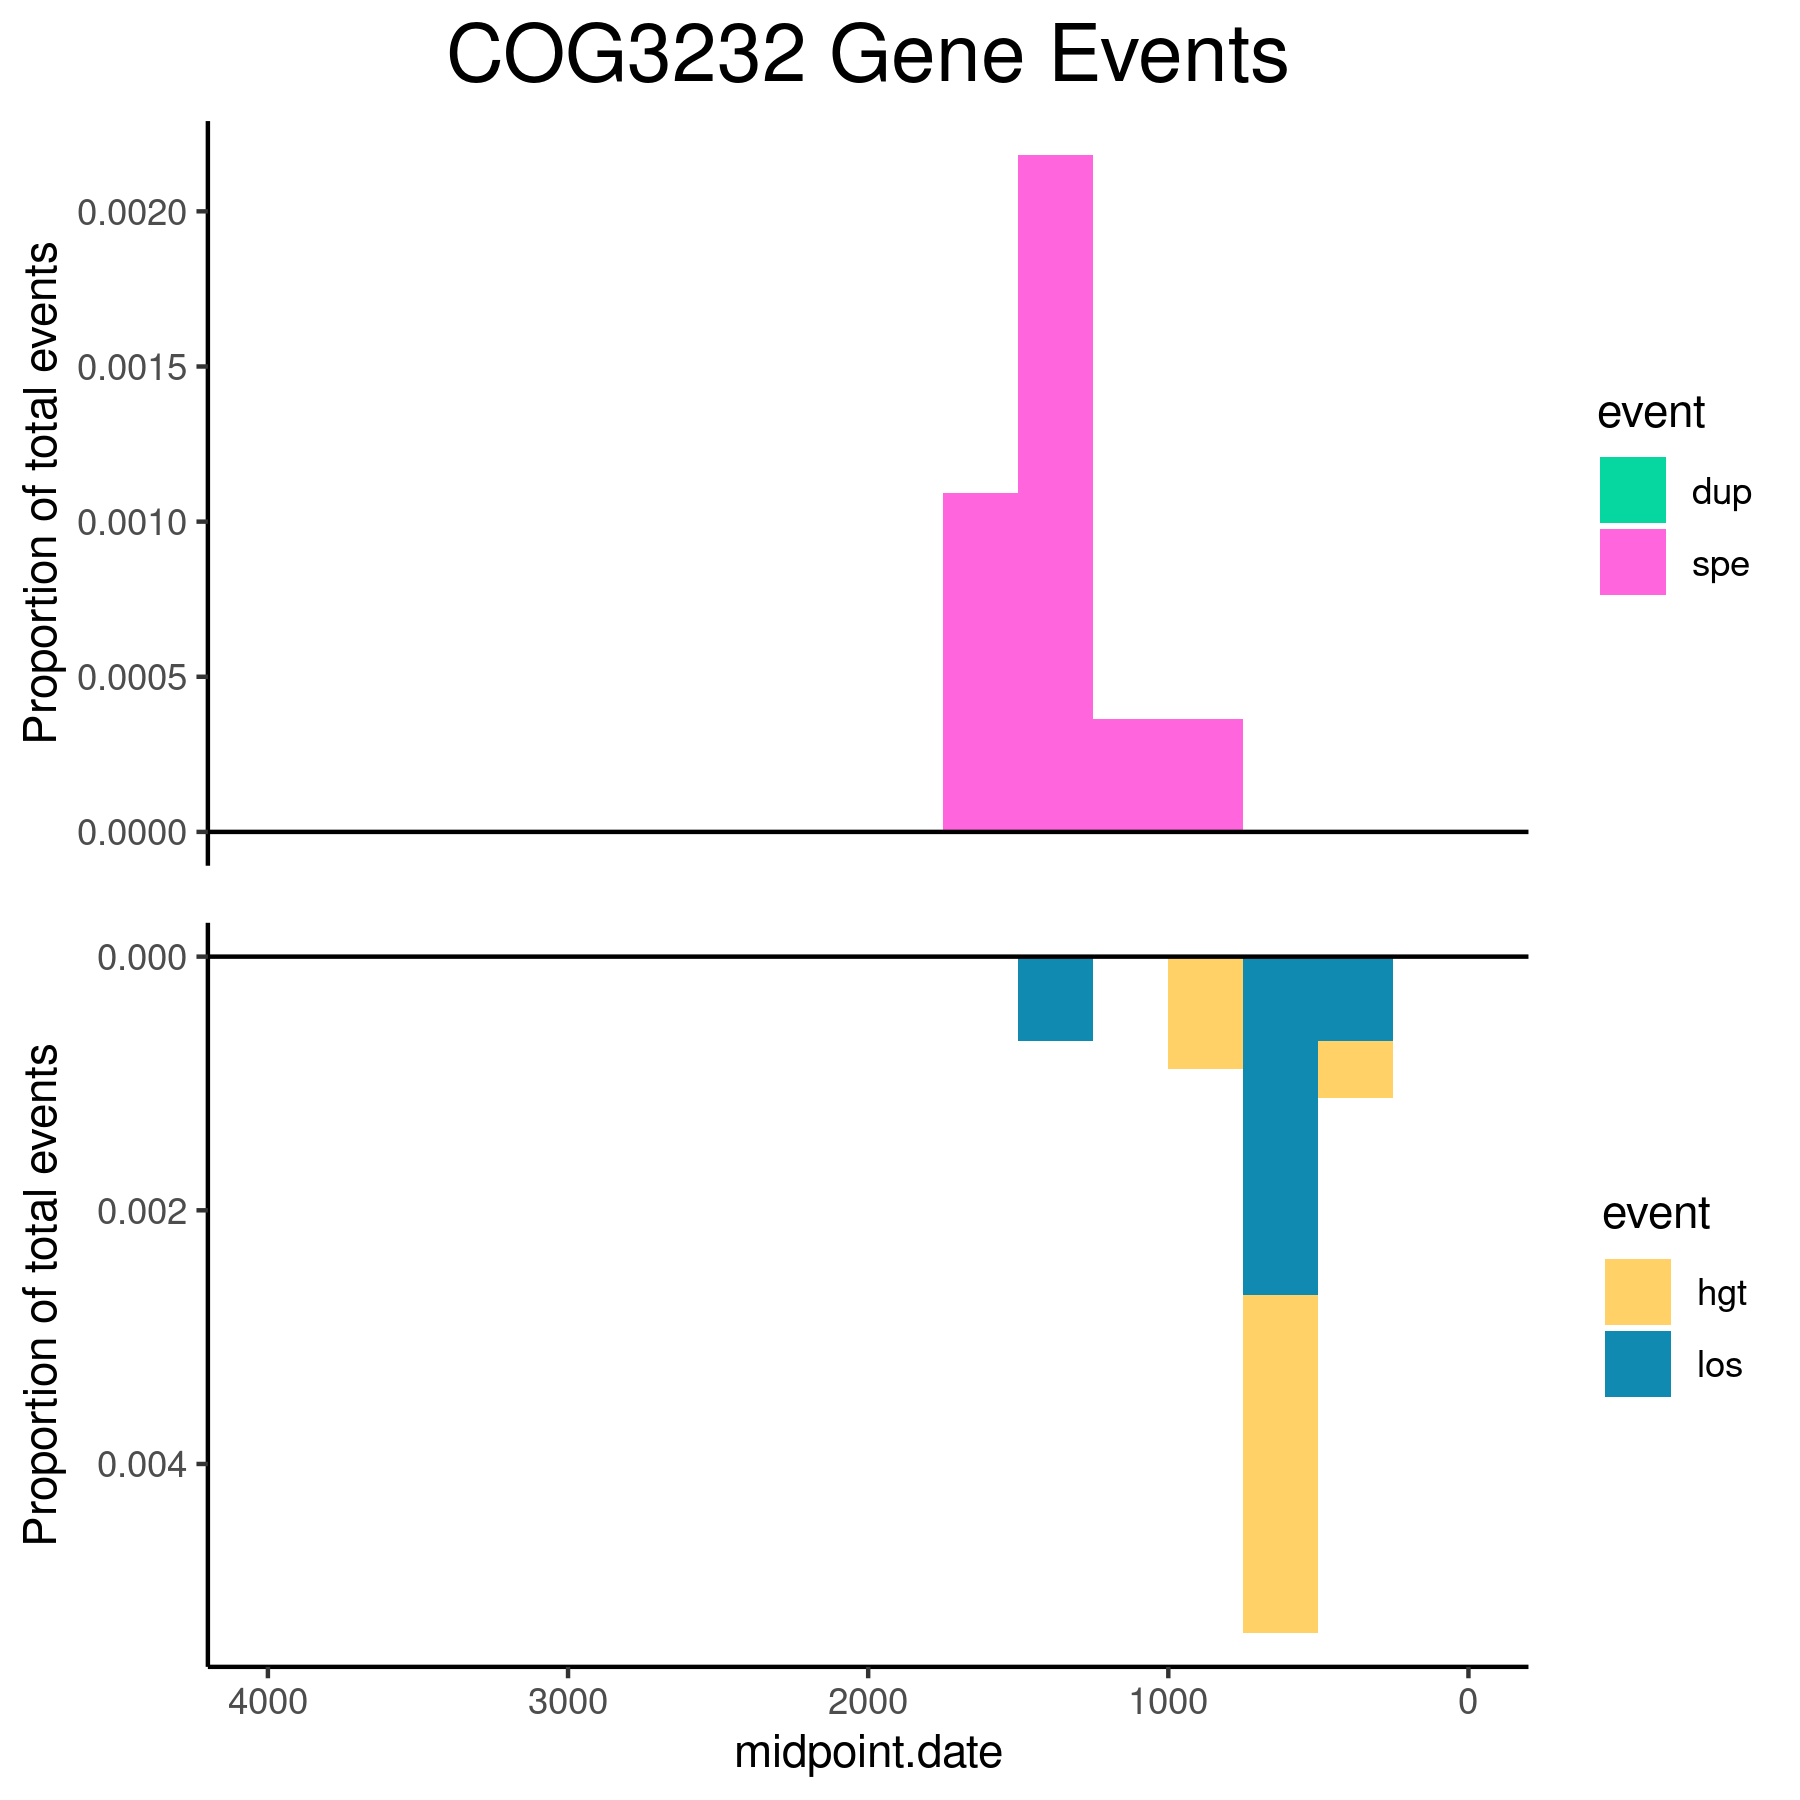 COG3232 Gene Events
Proportion of total events
0.0020
0.0015
0.0010
0.0005
0.0000
event
dup
spe
Proportion of total events
0.000
0.002
0.004
event
hgt
los
4000 3000 2000 1000 0
midpoint.date